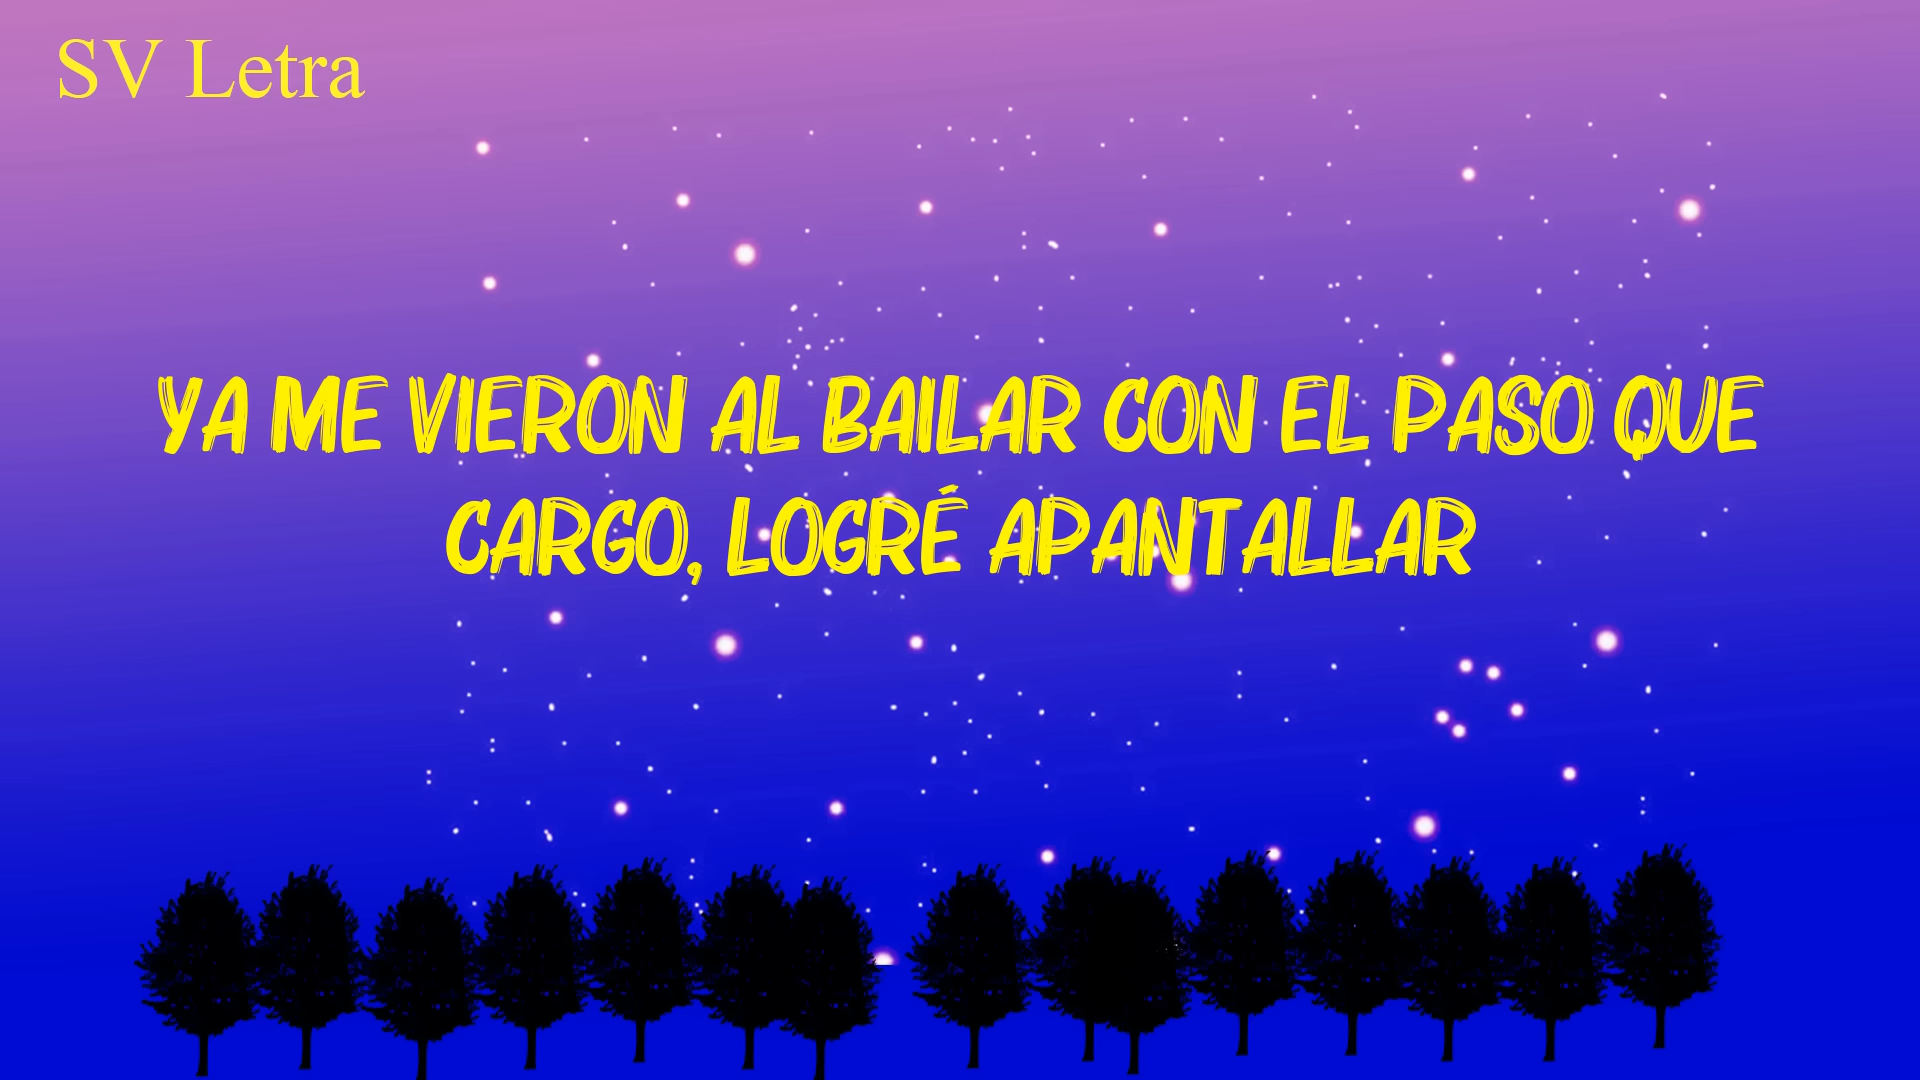 SV Letra
YA ME VIERON AL BAILAR CON EL PASO QUE
CARGO, LOGRÉ APANTALLAR